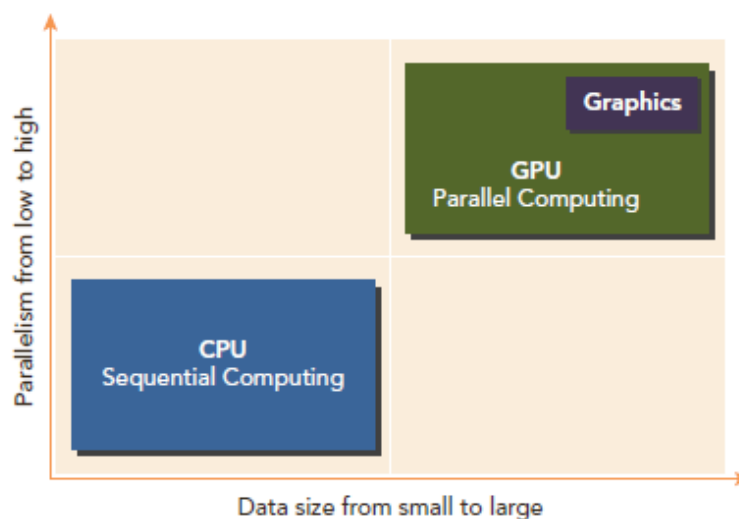 Parallelism from low to high
Graphics
GPU
Parallel Computing
CPU
Sequential Computing
Data size from small to large